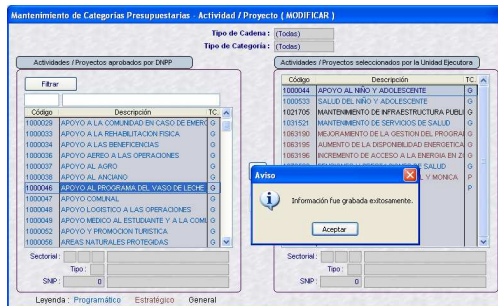 Mantenimiento de Categorías Presupuestarias - Actividad / Proyecto ( MODIFICAR )
Tipo de Cadena : (Todas)
Tipo de Categoría : (Todas)
Actividades / Proyectos aprobados por DNPP
Filtrar
Código Descripción TC.
1000029 APOYO A LA COMUNIDAD EN CASO DE EMERG G
1000033 APOYO A LA REHABILITACION FISICA G
1000034 APOYO A LAS BENEFICENCIAS G
1000036 APOYO AEREO A LAS OPERACIONES G
1000037 APOYO AL AGRO G
1000038 APOYO AL ANCIANO G
1000046 APOYO AL PROGRAMA DEL VASO DE LECHE G
1000047 APOYO COMUNAL G
1000048 APOYO LOGISTICO A LAS OPERACIONES G
1000049 APOYO MEDICO AL ESTUDIANTE Y A LA COMU G
1000052 APOYO Y PROMOCION TURISTICA G
1000056 AREAS NATURALES PROTEGIDAS G
Sectorial :
Tipo :
SNIP : 0
Leyenda : Programático Estratégico General
Actividades / Proyectos seleccionados por la Unidad Ejecutora
Código Descripción TC.
1000044 APOYO AL NIÑO Y ADOLESCENTE G
1000533 SALUD DEL NIÑO Y ADOLESCENTE G
1021705 MANTENIMIENTO DE INFRAESTRUCTURA PUBLI G
1031521 MANTENIMIENTO DE SERVICIOS DE SALUD G
1063190 MEJORAMIENTO DE LA GESTION DEL PROGRA G
1063195 AUMENTO DE LA DISPONIBILIDAD ENERGETICA G
1063196 INCREMENTO DE ACCESO A LA ENERGIA EN Z G
DE SALUD G
Y MONICA P
P
Aviso
Información fue grabada exitosamente.
Aceptar
Sectorial :
Tipo :
SNIP : 0